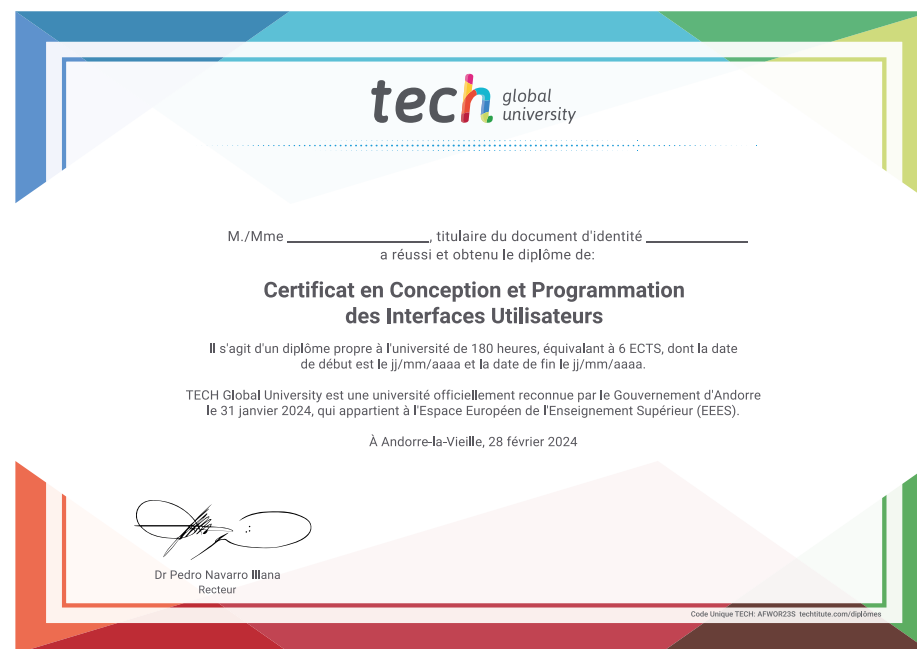 tech global university
M./Mme ____________________, titulaire du document d'identité ______________
a réussi et obtenu le diplôme de:
Certificat en Conception et Programmation
des Interfaces Utilisateurs
Il s'agit d'un diplôme propre à l'université de 180 heures, équivalant à 6 ECTS, dont la date
de début est le jj/mm/aaaa et la date de fin le jj/mm/aaaa.
TECH Global University est une université officiellement reconnue par le Gouvernement d'Andorre
le 31 janvier 2024, qui appartient à l'Espace Européen de l'Enseignement Supérieur (EEES).
À Andorre-la-Vieille, 28 février 2024
Dr Pedro Navarro Illana
Recteur
Code Unique TECH: AFWOR23S techtitute.com/diplômes